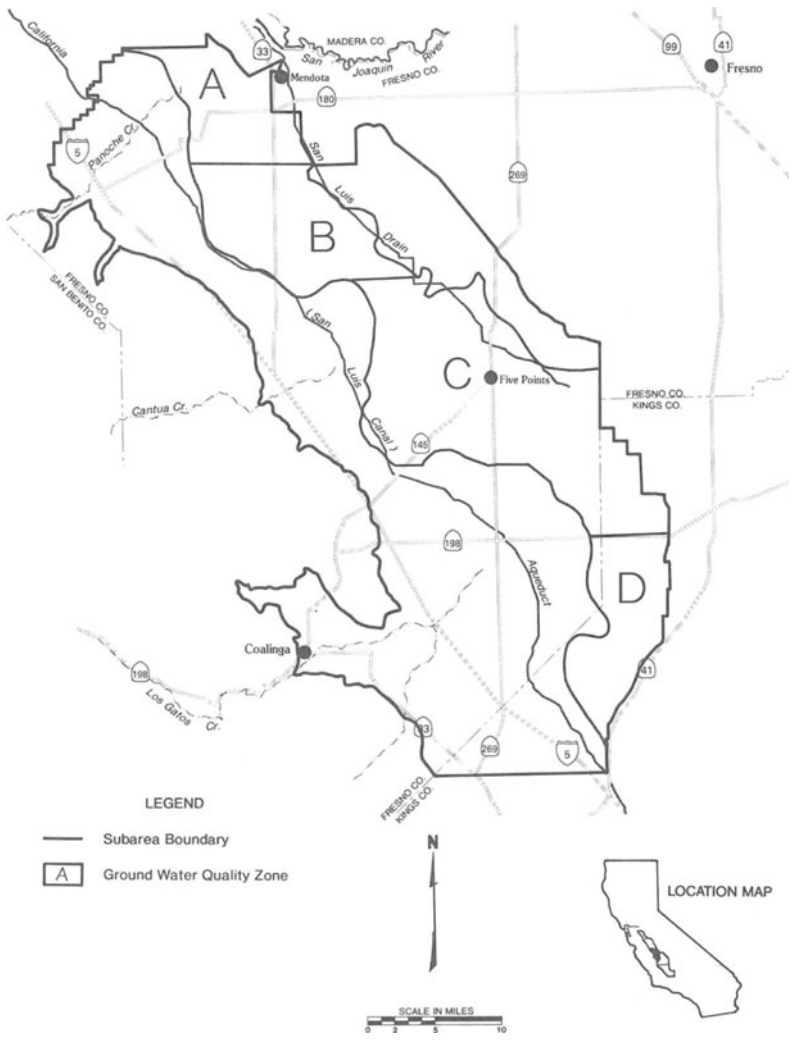 California
33
MADERA CO.
San Joaquin River
FRESNO CO.
99
41
Fresno
A
Mendota
180
5
Panoche Cr.
San Luis Drain
269
B
FRESNO CO.
SAN BENITO CO.
(San Luis Canal)
C
Five Points
Cantua Cr.
FRESNO CO.
KINGS CO.
145
198
Aqueduct
D
Coalinga
198
Los Gatos Cr.
41
33
269
5
FRESNO CO.
KINGS CO.
LEGEND
Subarea Boundary
A Ground Water Quality Zone
N
LOCATION MAP
SCALE IN MILES
0 2 5 10